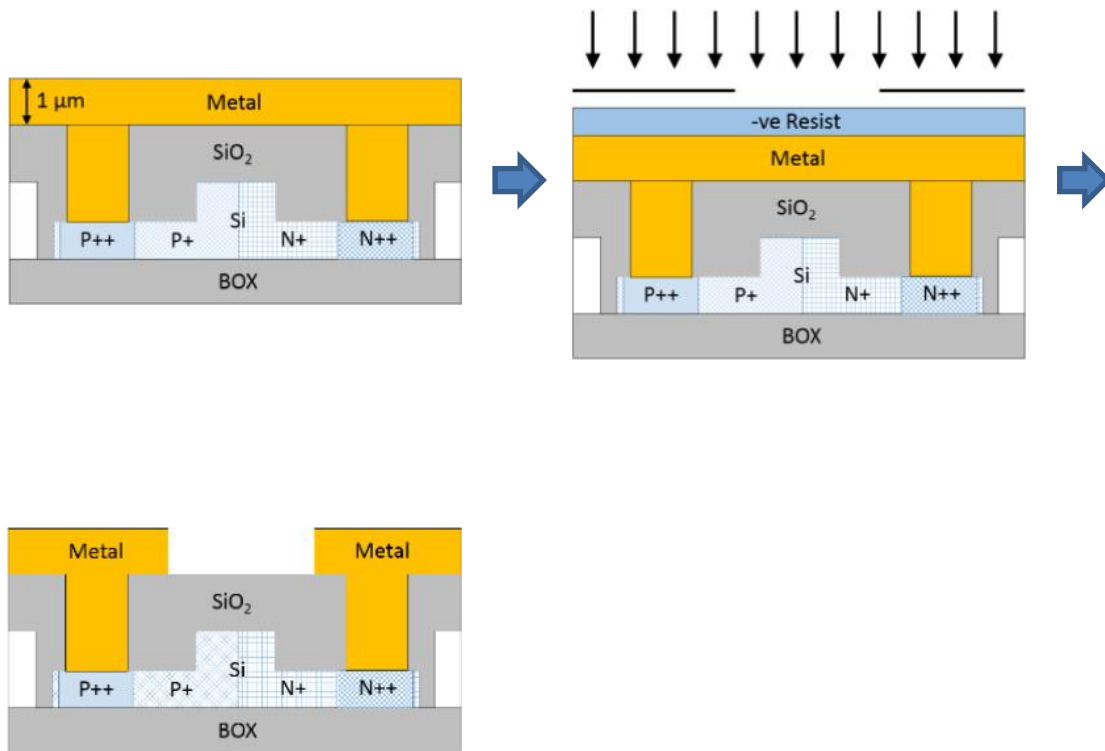 1 μm
Metal
SiO2
Si
P++ P+ N+ N++
BOX
-ve Resist
Metal
SiO2
Si
P++ P+ N+ N++
BOX
Metal Metal
SiO2
Si
P++ P+ N+ N++
BOX